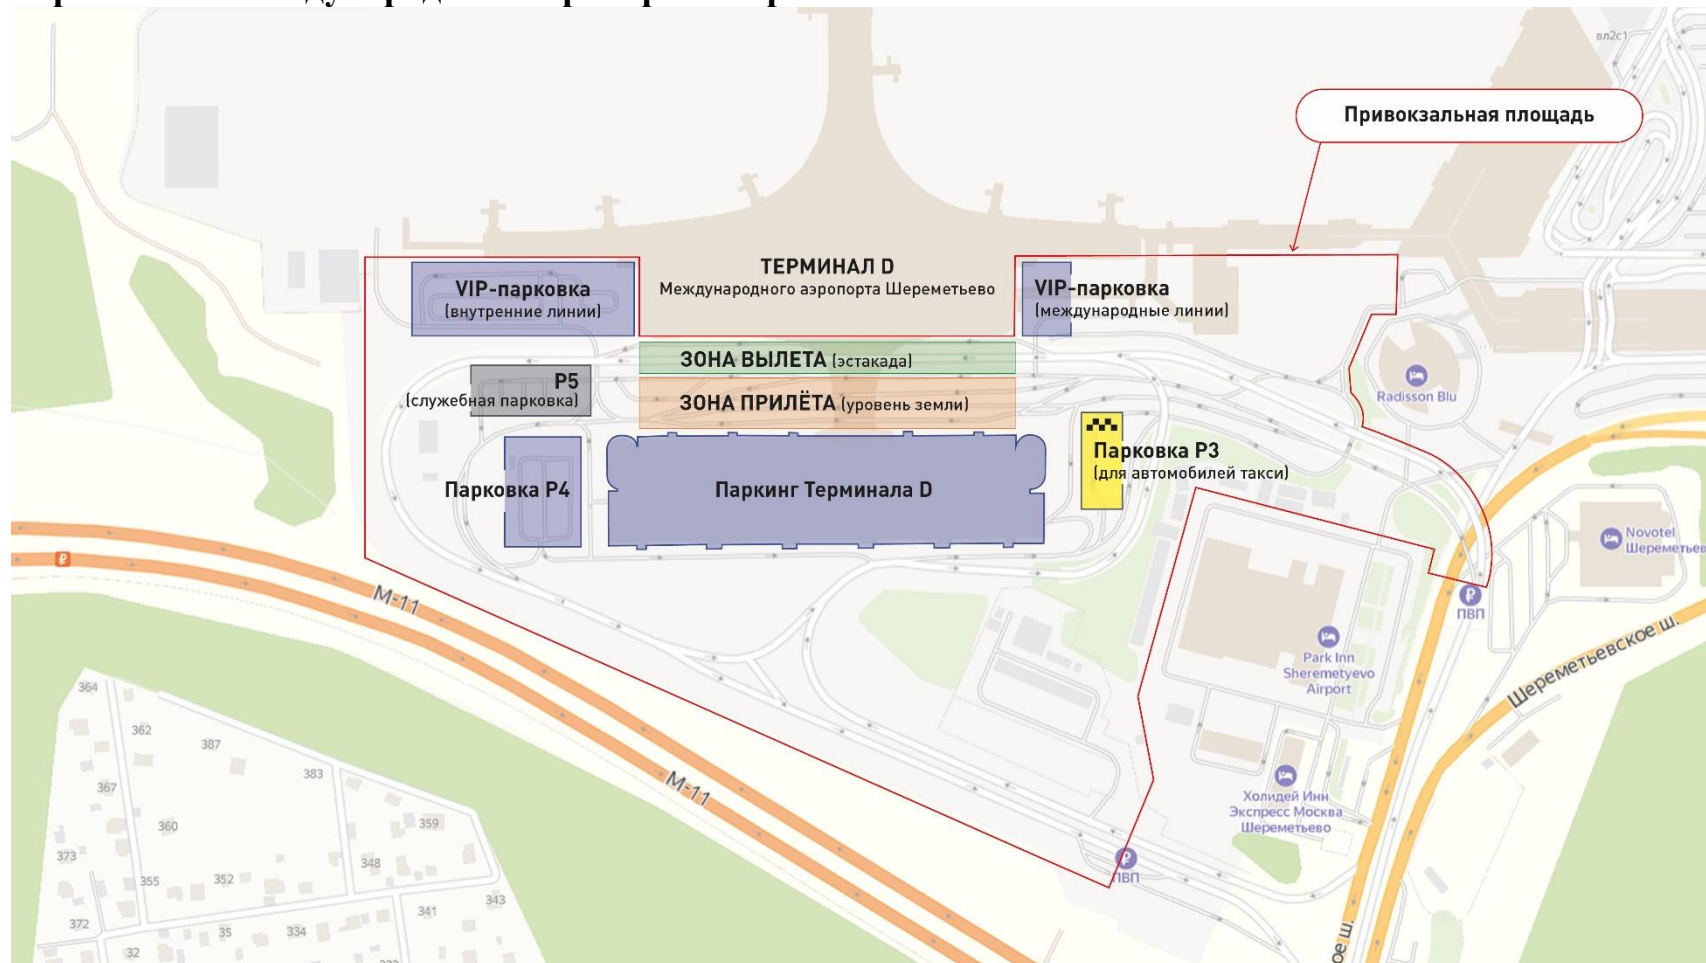 вл2с1
Привокзальная площадь
ТЕРМИНАЛ D
Международного аэропорта Шереметьево
VIP-парковка
(внутренние линии)
VIP-парковка
(международные линии)
ЗОНА ВЫЛЕТА (эстакада)
P5
(служебная парковка)
ЗОНА ПРИЛЁТА (уровень земли)
Radisson Blu
Парковка P3
(для автомобилей такси)
Парковка P4
Паркинг Терминала D
Novotel
Шереметьев
₽
М-11
₽
ПВП
Park Inn
Sheremetyevo
Airport
Шереметьевское ш.
364
362
387
383
367
М-11
Холидей Инн
Экспресс Москва
Шереметьево
360
359
373
348
355
352
₽
ПВП
343
341
372
35
334
32
ое ш.